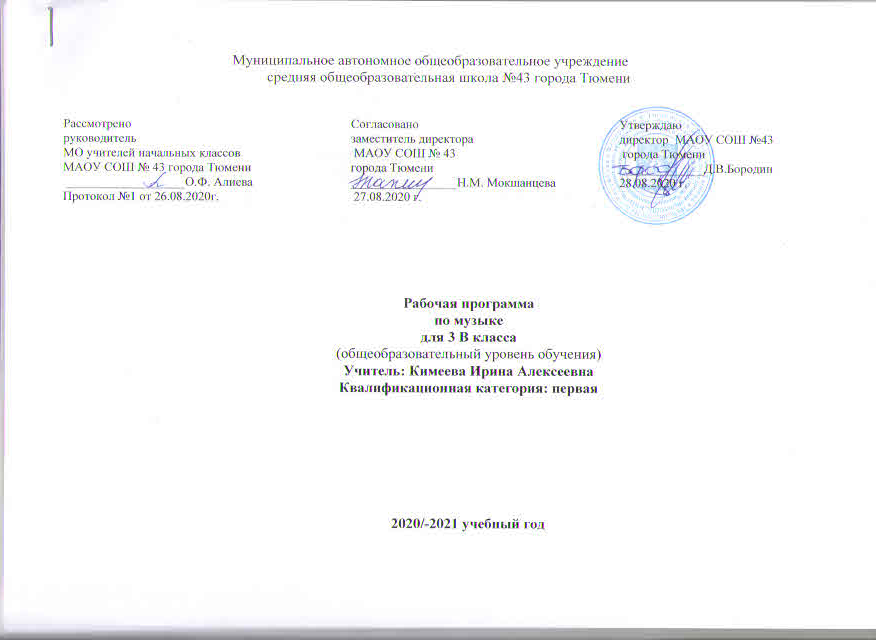 Муниципальное автономное общеобразовательное учреждение
средняя общеобразовательная школа №43 города Тюмени
Рассмотрено
руководитель
МО учителей начальных классов
МАОУ СОШ № 43 города Тюмени
О.Ф. Алиева
Протокол №1 от 26.08.2020г.
Согласовано
заместитель директора
МАОУ СОШ № 43
города Тюмени
Н.М. Мокшанцева
27.08.2020 г.
Утверждаю
директор МАОУ СОШ №43
города Тюмени
Д.В.Бородин
28.08.2020 г.
Рабочая программа
по музыке
для 3 В класса
(общеобразовательный уровень обучения)
Учитель: Кимеева Ирина Алексеевна
Квалификационная категория: первая
2020/-2021 учебный год